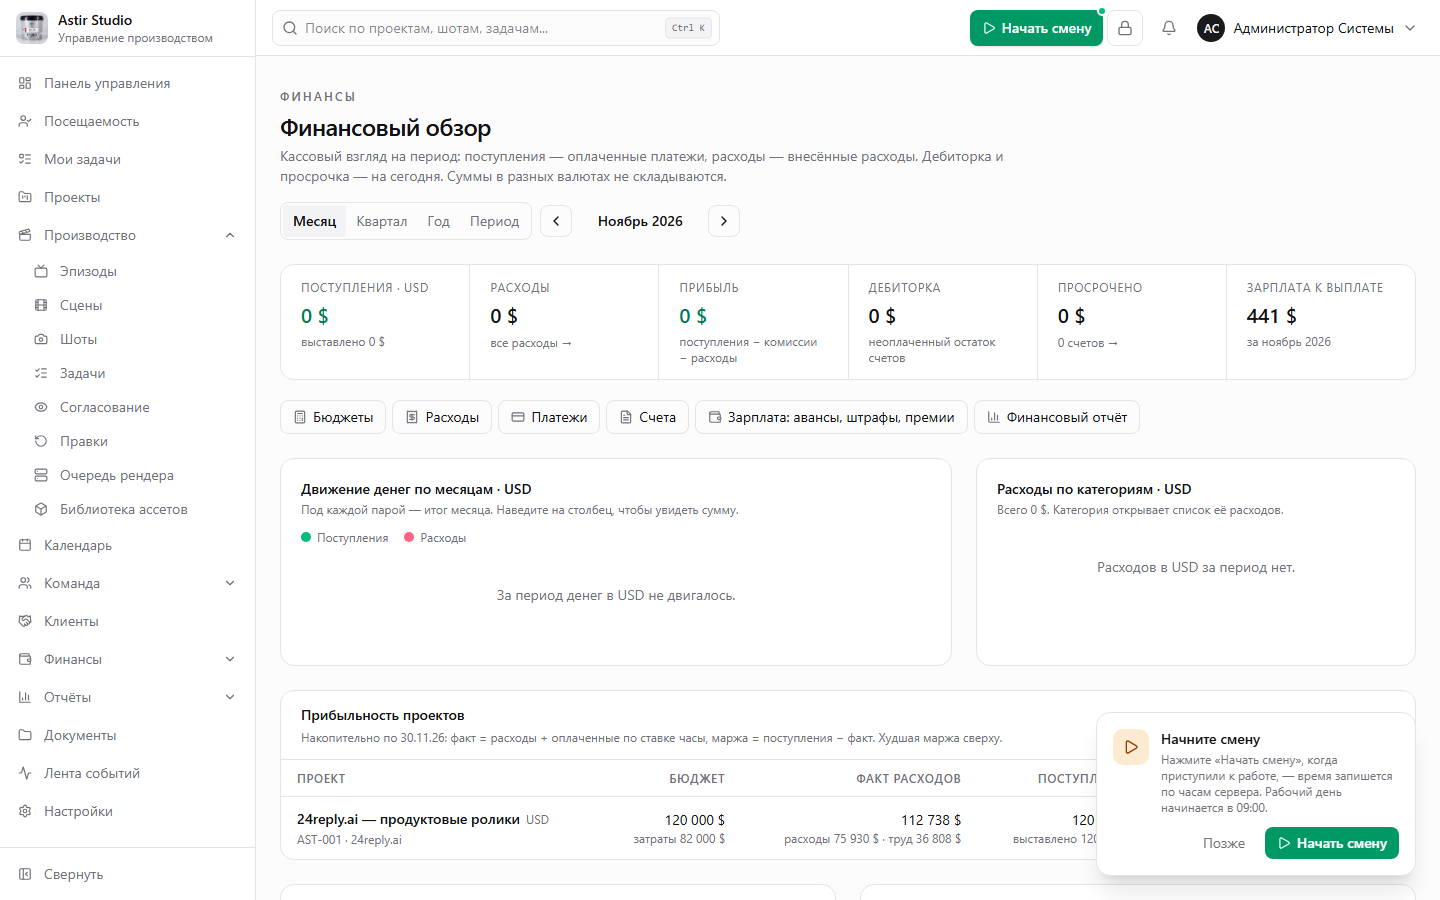 Astir Studio
Управление производством
Поиск по проектам, шотам, задачам...
Ctrl K
Начать смену
АС
Администратор Системы
Панель управления
Посещаемость
Мои задачи
Проекты
Производство
Эпизоды
Сцены
Шоты
Задачи
Согласование
Правки
Очередь рендера
Библиотека ассетов
Календарь
Команда
Клиенты
Финансы
Отчёты
Документы
Лента событий
Настройки
Свернуть
ФИНАНСЫ
Финансовый обзор
Кассовый взгляд на период: поступления — оплаченные платежи, расходы — внесённые расходы. Дебиторка и
просрочка — на сегодня. Суммы в разных валютах не складываются.
Месяц Квартал Год Период
Ноябрь 2026
ПОСТУПЛЕНИЯ · USD
0 $
выставлено 0 $
РАСХОДЫ
0 $
все расходы →
ПРИБЫЛЬ
0 $
поступления − комиссии
− расходы
ДЕБИТОРКА
0 $
неоплаченный остаток
счетов
ПРОСРОЧЕНО
0 $
0 счетов →
ЗАРПЛАТА К ВЫПЛАТЕ
441 $
за ноябрь 2026
Бюджеты
Расходы
Платежи
Счета
Зарплата: авансы, штрафы, премии
Финансовый отчёт
Движение денег по месяцам · USD
Под каждой парой — итог месяца. Наведите на столбец, чтобы увидеть сумму.
Поступления Расходы
За период денег в USD не двигалось.
Расходы по категориям · USD
Всего 0 $. Категория открывает список её расходов.
Расходов в USD за период нет.
Прибыльность проектов
Накопительно по 30.11.26: факт = расходы + оплаченные по ставке часы, маржа = поступления − факт. Худшая маржа сверху.
ПРОЕКТ БЮДЖЕТ ФАКТ РАСХОДОВ ПОСТУПЛ
24reply.ai — продуктовые ролики USD 120 000 $ 112 738 $ 120
AST-001 · 24reply.ai затраты 82 000 $ расходы 75 930 $ · труд 36 808 $ выставлено 120
Начните смену
Нажмите «Начать смену», когда
приступили к работе, — время запишется
по часам сервера. Рабочий день
начинается в 09:00.
Позже
Начать смену